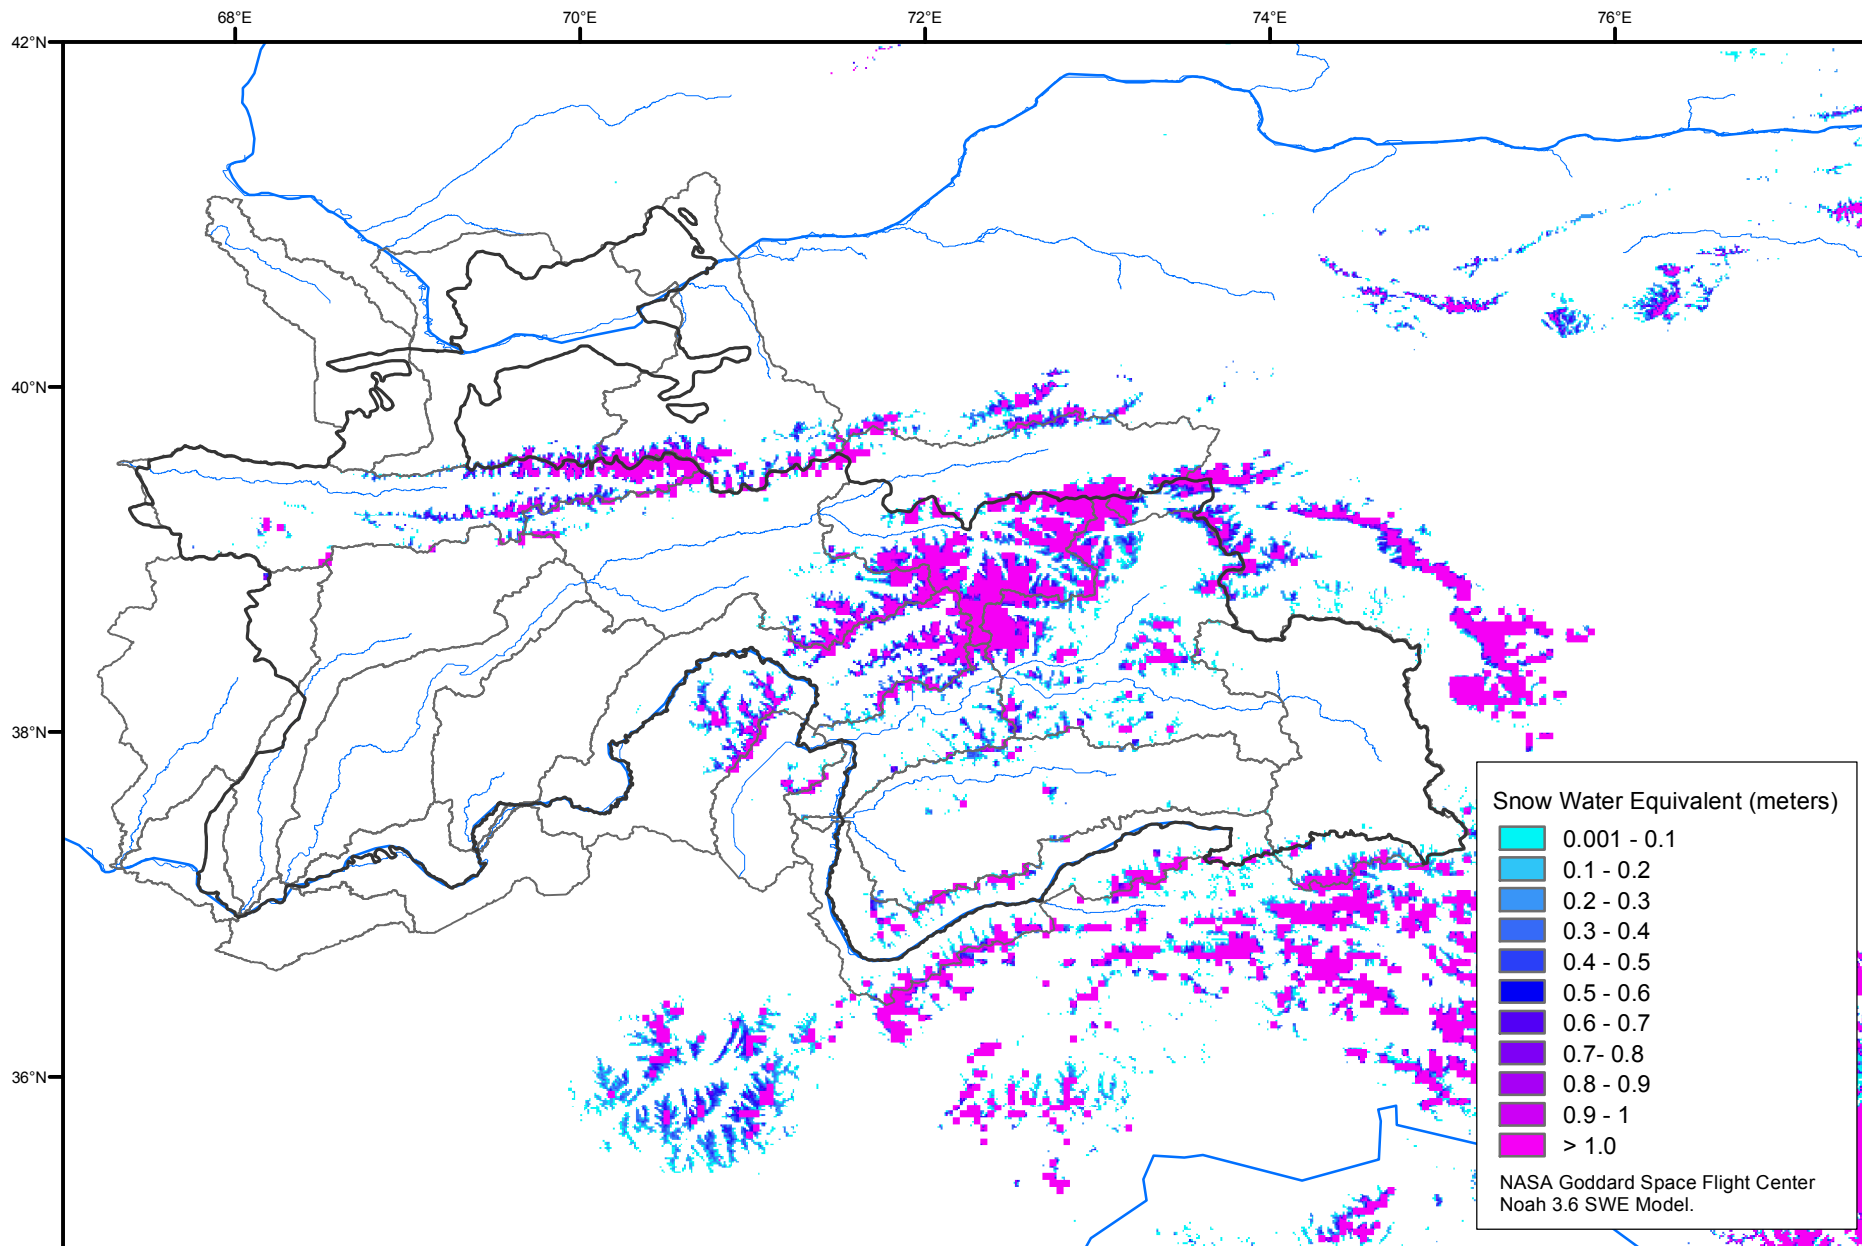 68°E
70°E
72°E
74°E
76°E
42°N
40°N
38°N
36°N
Snow Water Equivalent (meters)
0.001 - 0.1
0.1 - 0.2
0.2 - 0.3
0.3 - 0.4
0.4 - 0.5
0.5 - 0.6
0.6 - 0.7
0.7- 0.8
0.8 - 0.9
0.9 - 1
> 1.0
NASA Goddard Space Flight Center
Noah 3.6 SWE Model.